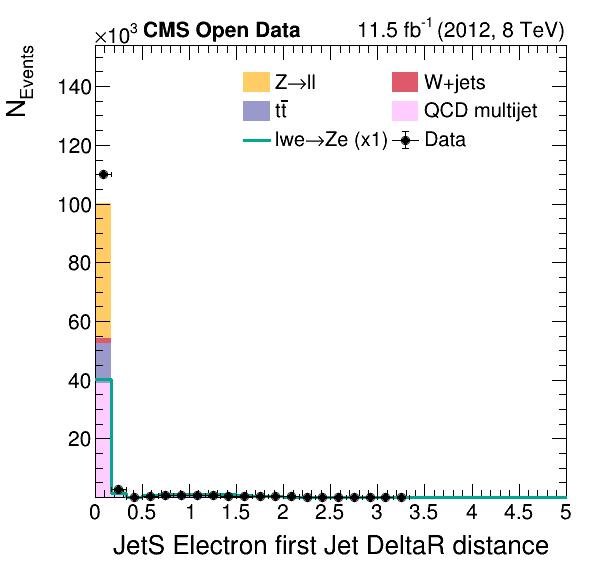 ×10³ CMS Open Data 11.5 fb⁻¹ (2012, 8 TeV)
N_Events
Z→ll W+jets
tt̄ QCD multijet
lwe→Ze (x1) Data
140
120
100
80
60
40
20
0 0.5 1 1.5 2 2.5 3 3.5 4 4.5 5
JetS Electron first Jet DeltaR distance